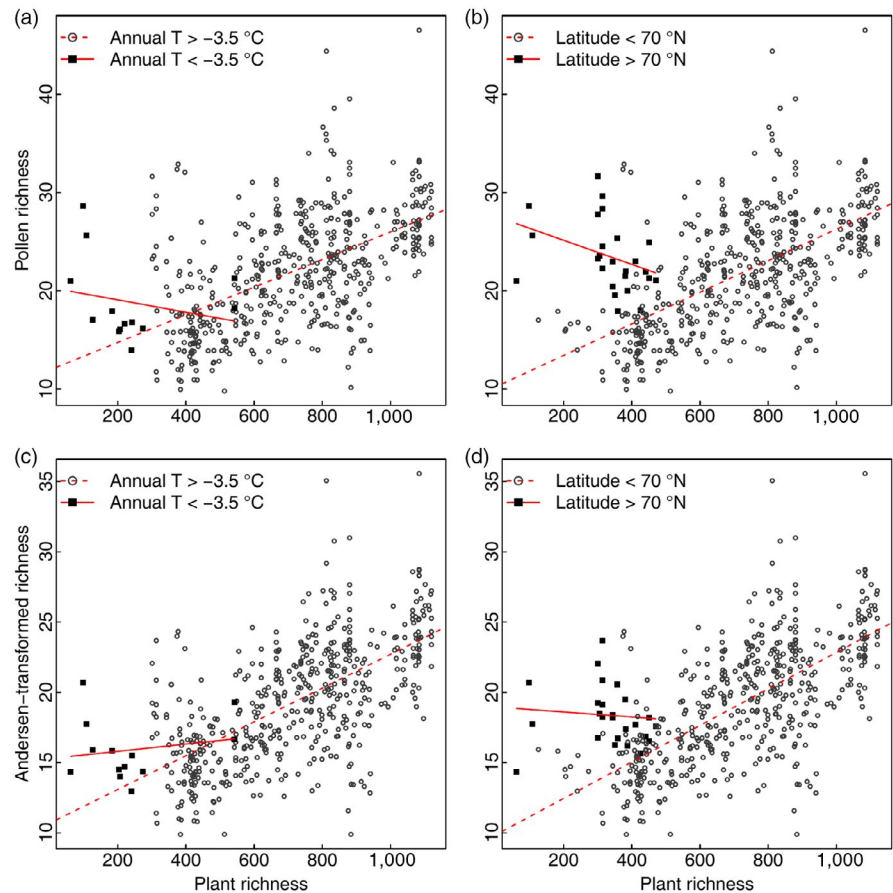 (a)
Annual T > −3.5 °C
Annual T < −3.5 °C
Pollen richness
10 20 30 40
200 400 600 800 1,000
(b)
Latitude < 70 °N
Latitude > 70 °N
10 20 30 40
200 400 600 800 1,000
(c)
Annual T > −3.5 °C
Annual T < −3.5 °C
Andersen−transformed richness
10 15 20 25 30 35
200 400 600 800 1,000
Plant richness
(d)
Latitude < 70 °N
Latitude > 70 °N
10 15 20 25 30 35
200 400 600 800 1,000
Plant richness